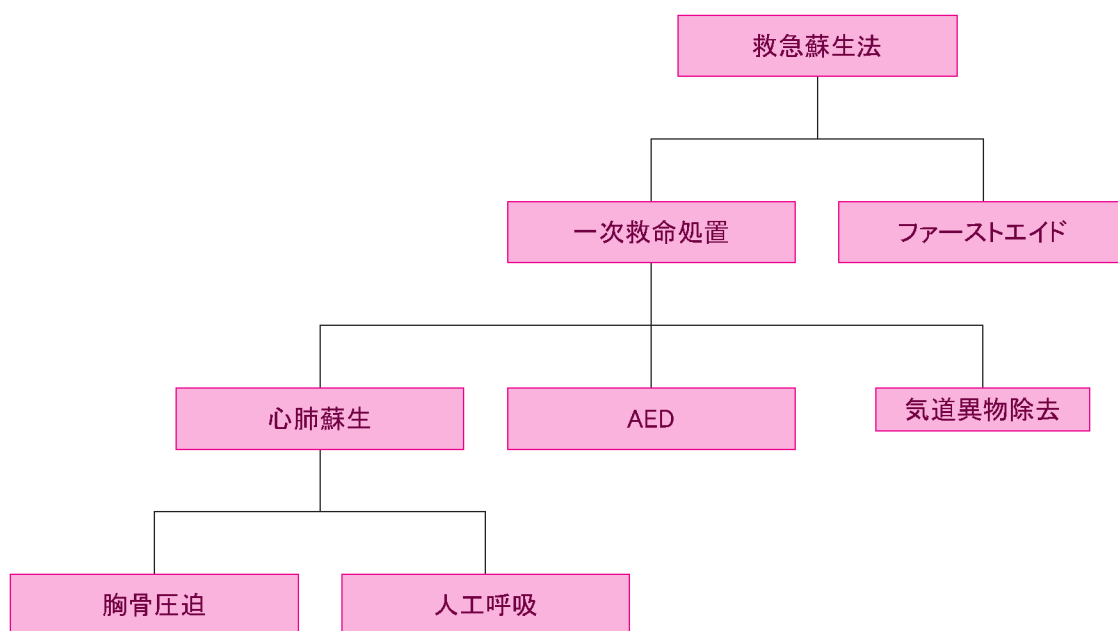 救急蘇生法
一次救命処置
ファーストエイド
心肺蘇生
AED
気道異物除去
胸骨圧迫
人工呼吸